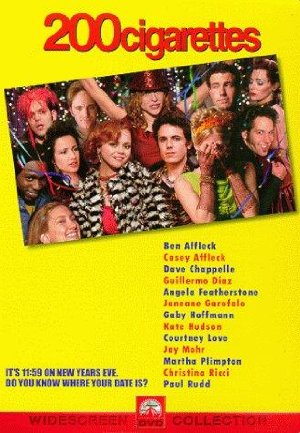 200cigarettes
Ben Affleck
Casey Affleck
Dave Chappelle
Guillermo Diaz
Angela Featherstone
Janeane Garofalo
Gaby Hoffmann
Kate Hudson
Courtney Love
Jay Mohr
Martha Plimpton
Christina Ricci
Paul Rudd
IT'S 11:59 ON NEW YEARS EVE.
DO YOU KNOW WHERE YOUR DATE IS?
WIDESCREEN DVD COLLECTION